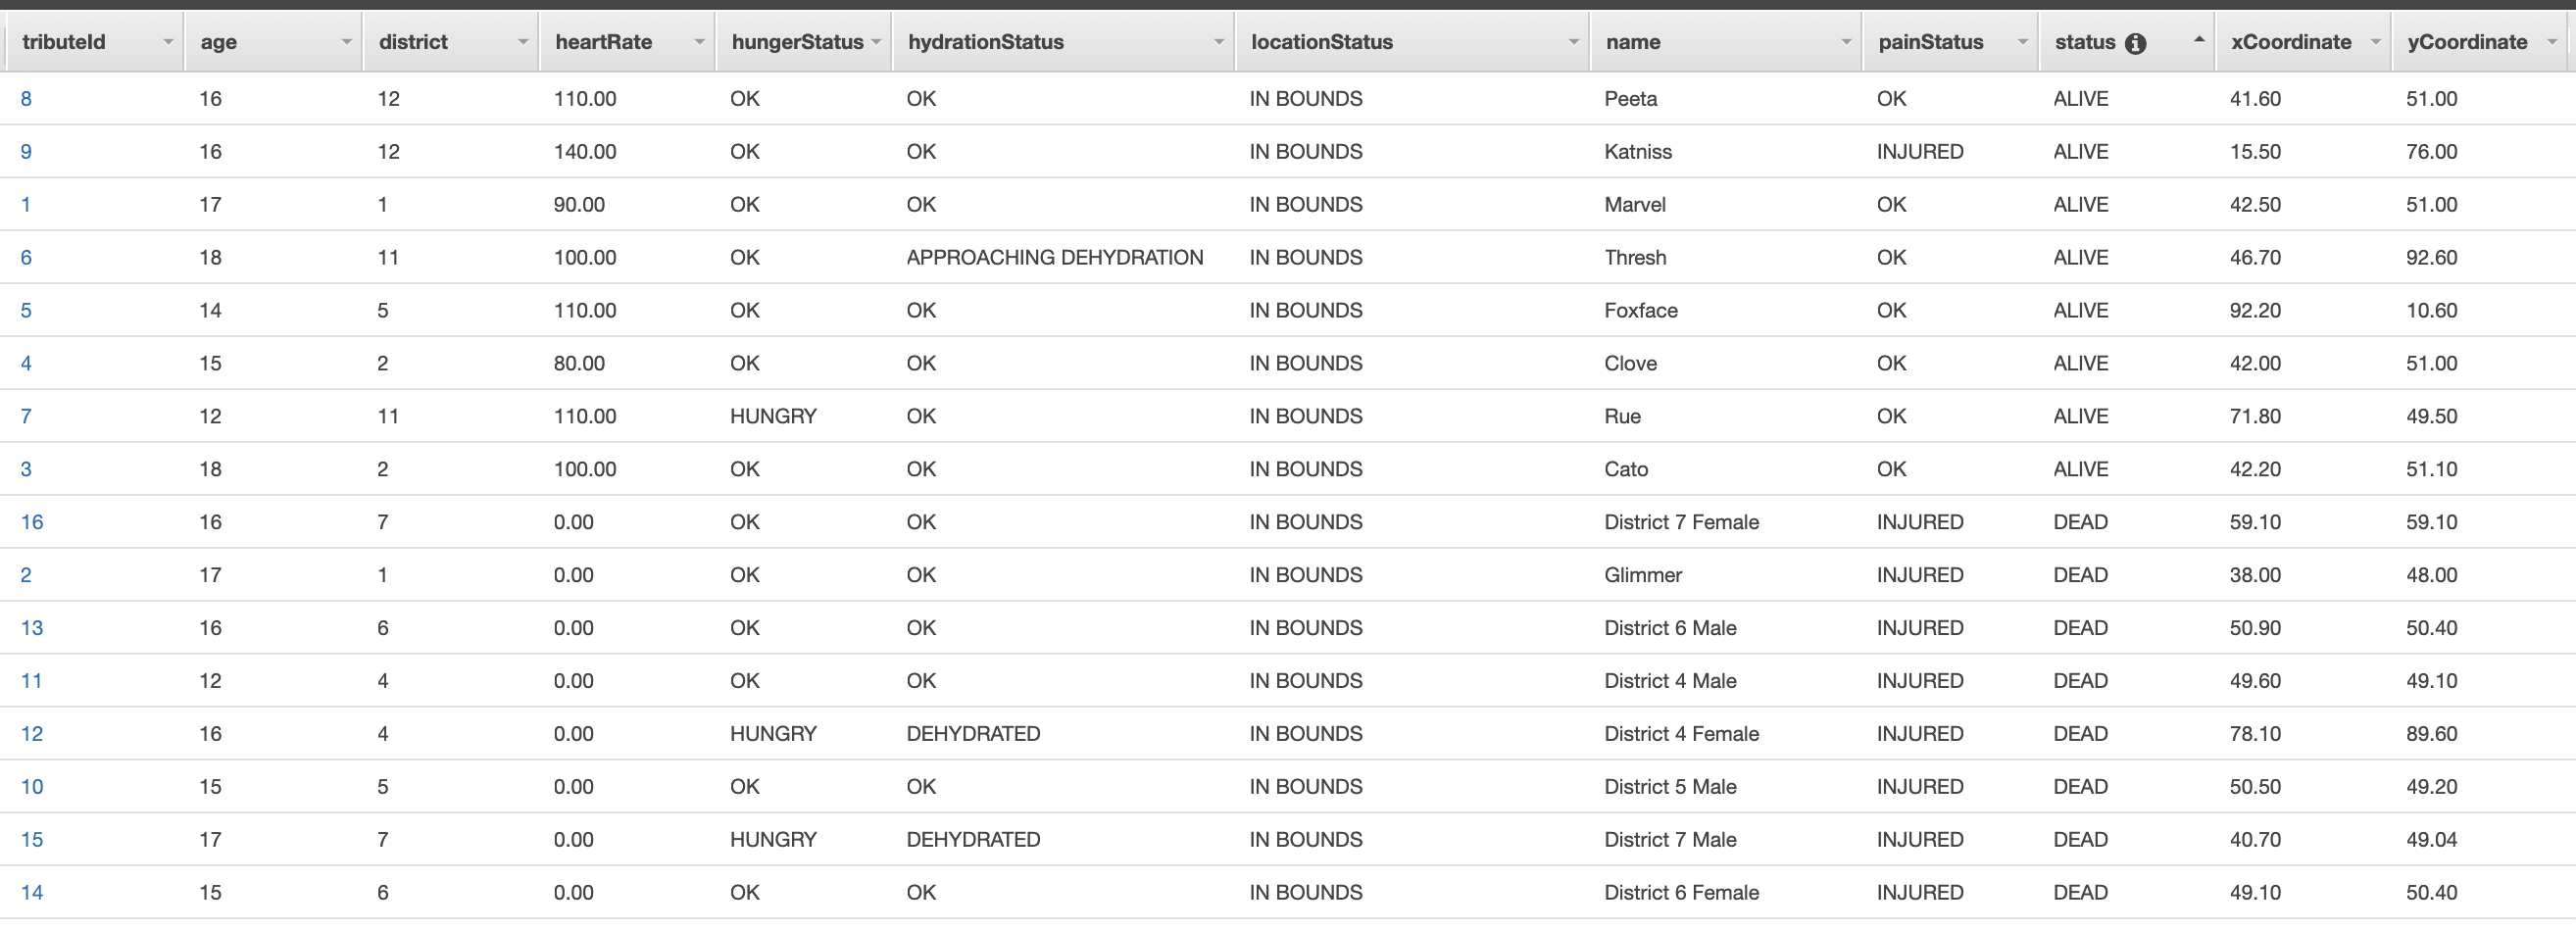 tributeId age district heartRate hungerStatus hydrationStatus locationStatus name painStatus status xCoordinate yCoordinate
8 16 12 110.00 OK OK IN BOUNDS Peeta OK ALIVE 41.60 51.00
9 16 12 140.00 OK OK IN BOUNDS Katniss INJURED ALIVE 15.50 76.00
1 17 1 90.00 OK OK IN BOUNDS Marvel OK ALIVE 42.50 51.00
6 18 11 100.00 OK APPROACHING DEHYDRATION IN BOUNDS Thresh OK ALIVE 46.70 92.60
5 14 5 110.00 OK OK IN BOUNDS Foxface OK ALIVE 92.20 10.60
4 15 2 80.00 OK OK IN BOUNDS Clove OK ALIVE 42.00 51.00
7 12 11 110.00 HUNGRY OK IN BOUNDS Rue OK ALIVE 71.80 49.50
3 18 2 100.00 OK OK IN BOUNDS Cato OK ALIVE 42.20 51.10
16 16 7 0.00 OK OK IN BOUNDS District 7 Female INJURED DEAD 59.10 59.10
2 17 1 0.00 OK OK IN BOUNDS Glimmer INJURED DEAD 38.00 48.00
13 16 6 0.00 OK OK IN BOUNDS District 6 Male INJURED DEAD 50.90 50.40
11 12 4 0.00 OK OK IN BOUNDS District 4 Male INJURED DEAD 49.60 49.10
12 16 4 0.00 HUNGRY DEHYDRATED IN BOUNDS District 4 Female INJURED DEAD 78.10 89.60
10 15 5 0.00 OK OK IN BOUNDS District 5 Male INJURED DEAD 50.50 49.20
15 17 7 0.00 HUNGRY DEHYDRATED IN BOUNDS District 7 Male INJURED DEAD 40.70 49.04
14 15 6 0.00 OK OK IN BOUNDS District 6 Female INJURED DEAD 49.10 50.40